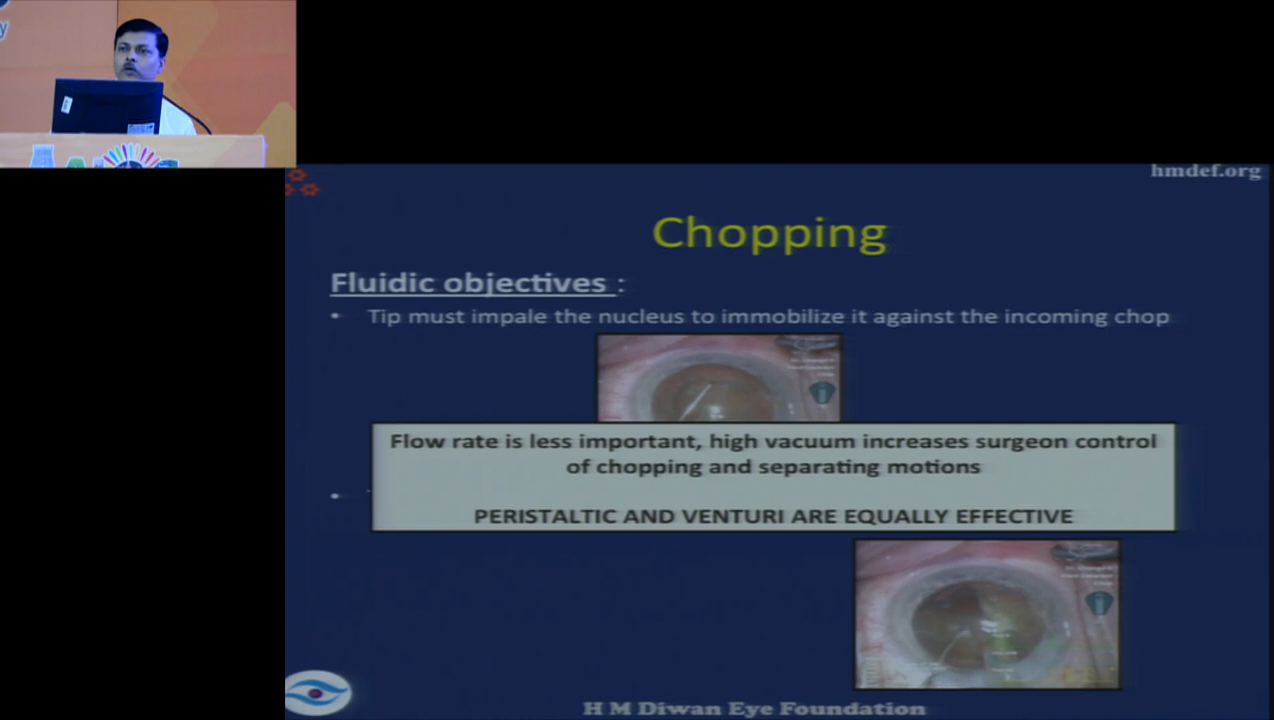 hmdef.org
Chopping
Fluidic objectives :
• Tip must impale the nucleus to immobilize it against the incoming chop
Flow rate is less important, high vacuum increases surgeon control
of chopping and separating motions
•
PERISTALTIC AND VENTURI ARE EQUALLY EFFECTIVE
H M Diwan Eye Foundation